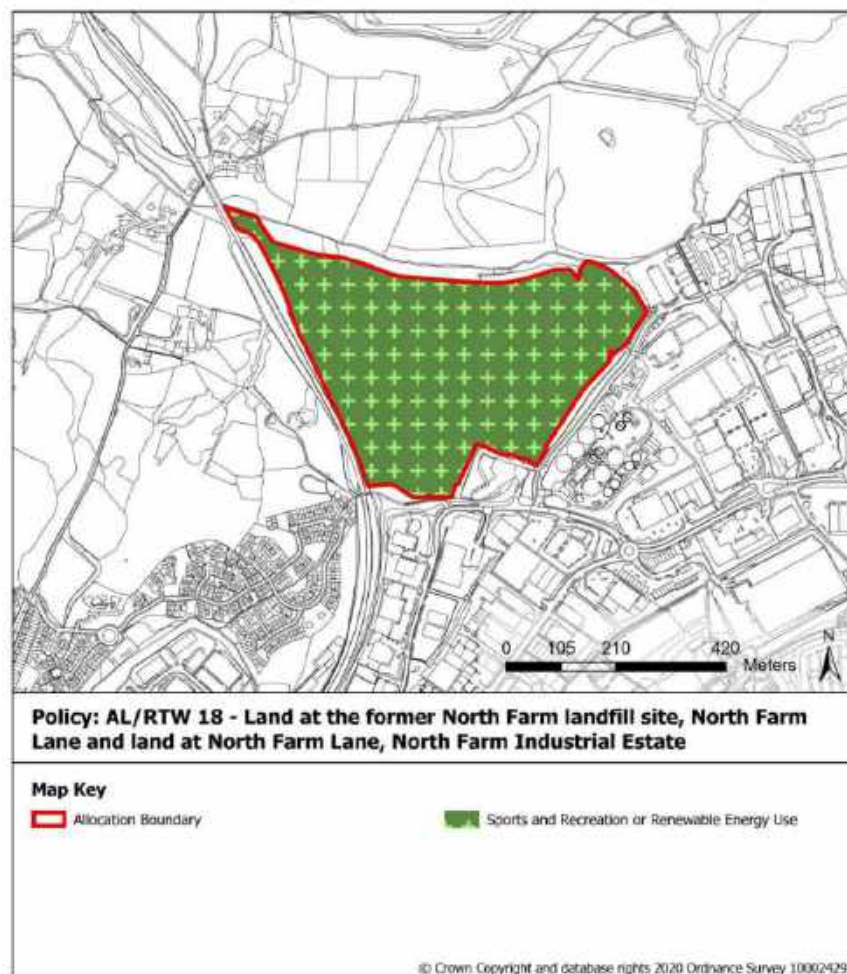 0 105 210 420
Meters
N
Policy: AL/RTW 18 - Land at the former North Farm landfill site, North Farm
Lane and land at North Farm Lane, North Farm Industrial Estate
Map Key
Allocation Boundary
Sports and Recreation or Renewable Energy Use
© Crown Copyright and database rights 2020 Ordnance Survey 10002429